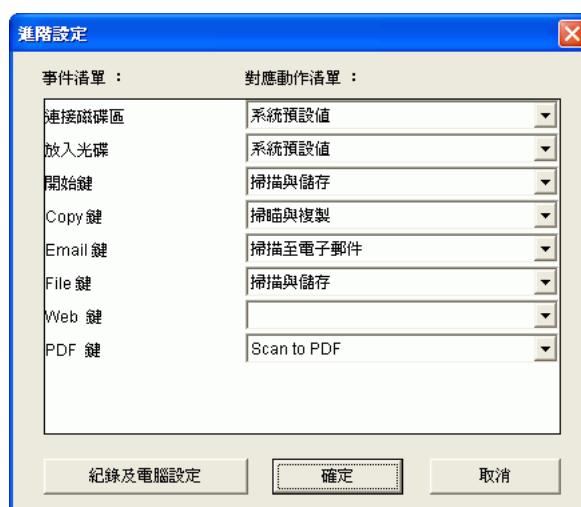 進階設定
事件清單 : 對應動作清單 :
連接磁碟區 系統預設值
放入光碟 系統預設值
開始鍵 掃描與儲存
Copy 鍵 掃瞄與複製
Email 鍵 掃描至電子郵件
File 鍵 掃描與儲存
Web 鍵
PDF 鍵 Scan to PDF
紀錄及電腦設定 確定 取消